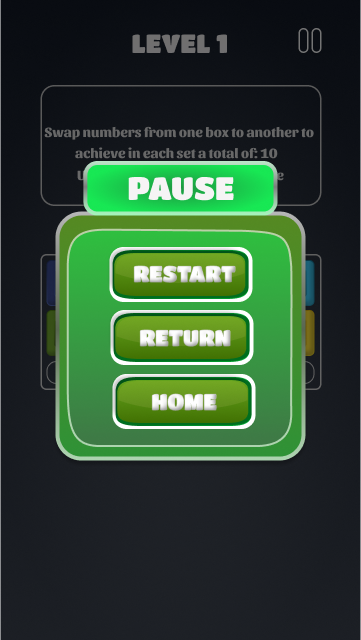 LEVEL 1
Swap numbers from one box to another to
achieve in each set a total of: 10
PAUSE
RESTART
RETURN
HOME